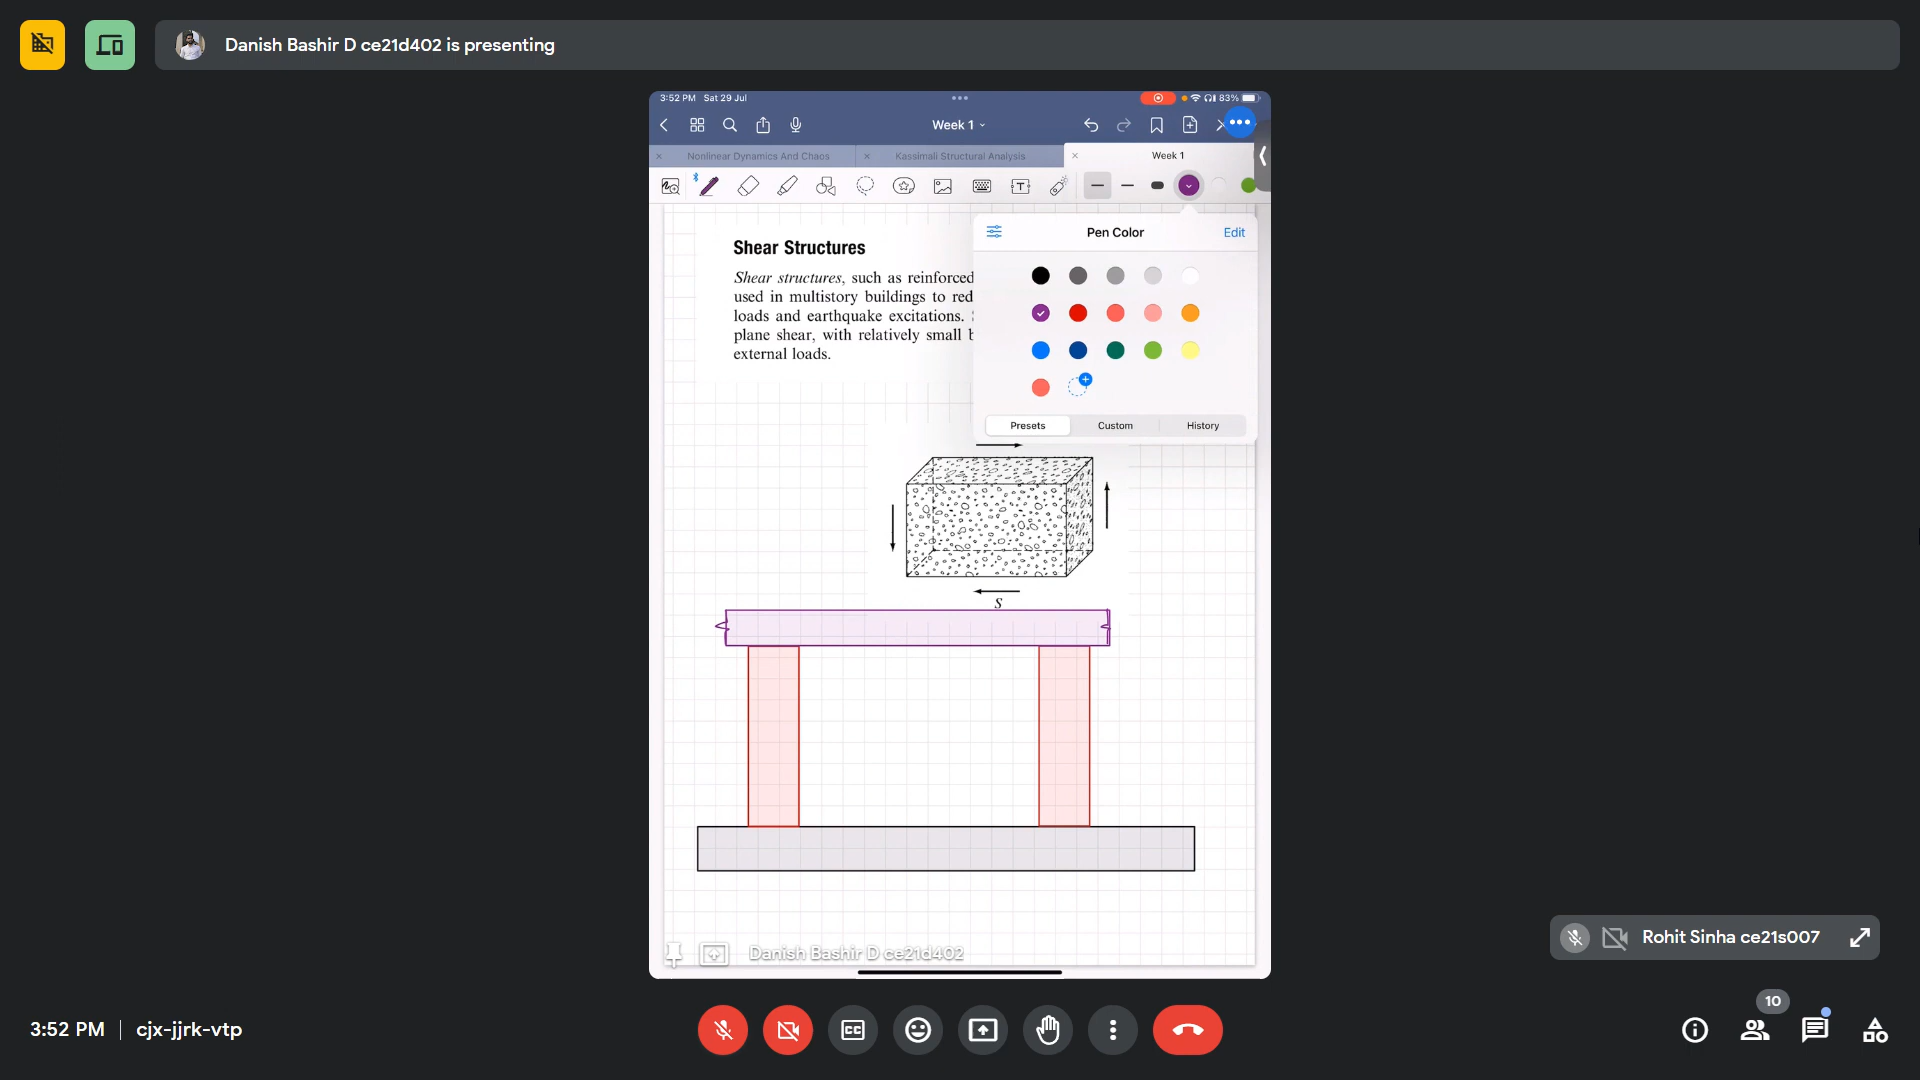 Danish Bashir D ce21d402 is presenting
3:52 PM Sat 29 Jul
83%
Week 1
Nonlinear Dynamics And Chaos
Kassimali Structural Analysis
Week 1
Pen Color
Edit
Presets
Custom
History
Shear Structures
Shear structures, such as reinforced
used in multistory buildings to red
loads and earthquake excitations.
plane shear, with relatively small b
external loads.
S
Danish Bashir D ce21d402
Rohit Sinha ce21s007
3:52 PM | cjx-jjrk-vtp
CC
10